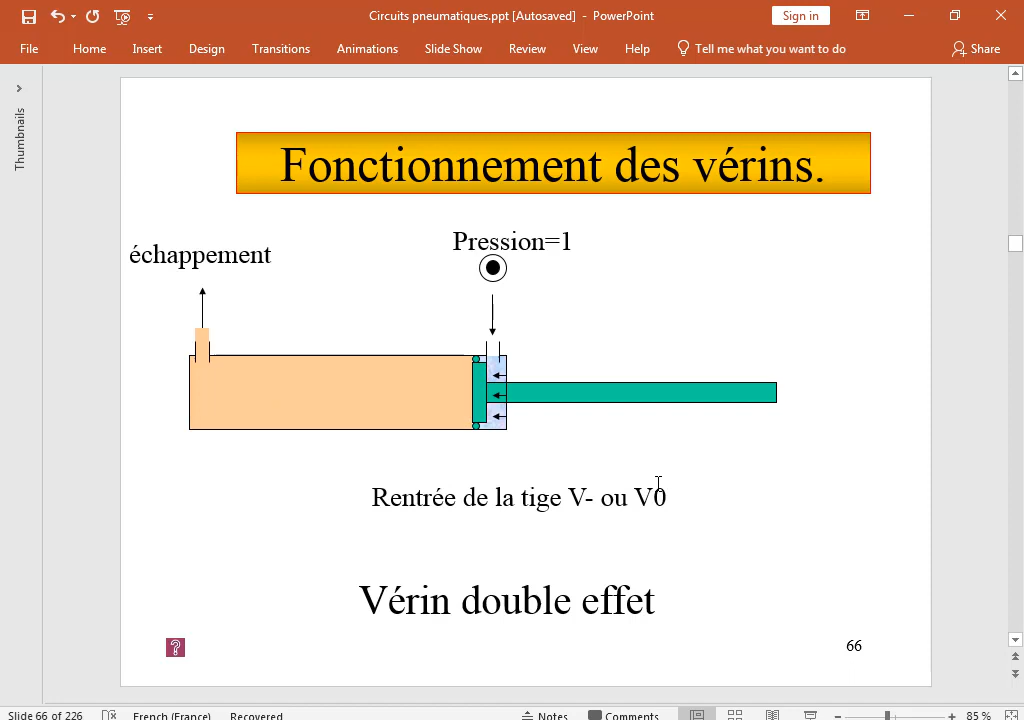 Circuits pneumatiques.ppt [Autosaved] - PowerPoint
Sign in
File Home Insert Design Transitions Animations Slide Show Review View Help Tell me what you want to do Share
Thumbnails
Fonctionnement des vérins.
échappement
Pression=1
Rentrée de la tige V- ou V0
Vérin double effet
?
66
Slide 66 of 226 French (France) Recovered Notes Comments 85 %